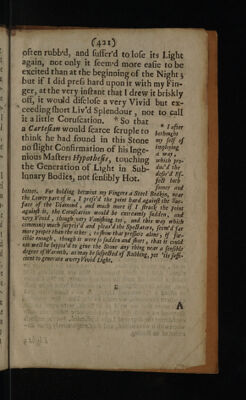 (421)
often rubb'd, and suffer'd to lose its Light
again, not only it seem'd more easie to be
excited than at the beginning of the Night;
but if I did press hard upon it with my Fin-
ger, at the very instant that I drew it briskly
off, it would disclose a very Vivid but ex-
ceeding short Liv'd Splendour, not to call
it a little Coruscation. * So that
a Cartesian would scarce scruple to
think he had found in this Stone
no slight Confirmation of his Inge-
nious Masters Hypothesis, touching
the Generation of Light in Sub-
lunary Bodies, not sensibly Hot.
* I after
bethought
my self of
imploying
a way,
which pro-
duc'd the
desir'd Ef-
fect both
sooner and
better. For holding betwixt my Fingers a Steel Bodkin, near
the Lower part of it, I press'd the point hard against the Sur-
face of the Diamond, and much more if I struck the point
against it, the Coruscation would be extreamly sudden, and
very Vivid, though very Vanishing too, and this way which
commonly much surpriz'd and pleas'd the Spectators, seem'd far
more proper than the other, to shew that pressure alone, if for-
cible enough, though it were so sudden and short, that it could
not well be suppos'd to give the Stone any thing near a sensible
degree of Warmth, as may be suspected of Rubbing, yet 'tis suffi-
cient to generate a very Vivid Light.
A